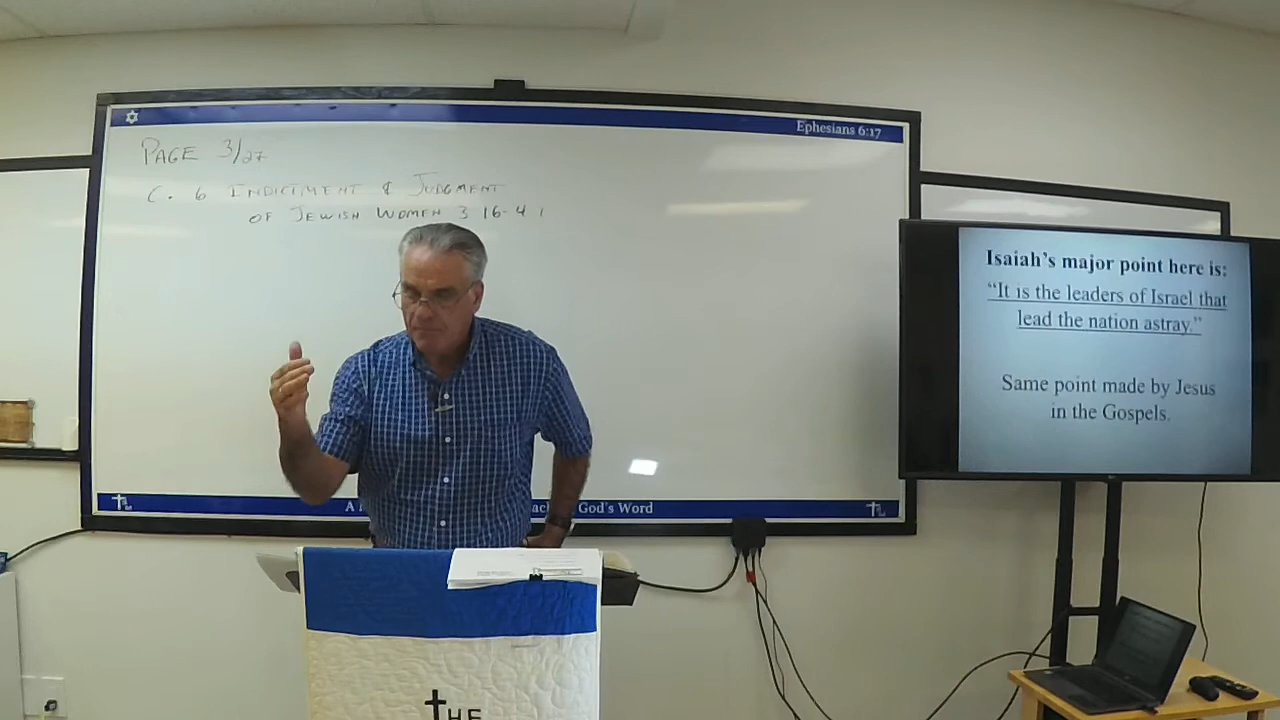 Ephesians 6:17
PAGE 3/27
C. 6 INDICTMENT & JUDGMENT
OF JEWISH WOMEN 3 16-4 1
Isaiah's major point here is:
"It is the leaders of Israel that
lead the nation astray."
Same point made by Jesus
in the Gospels.
A
God's Word
THE